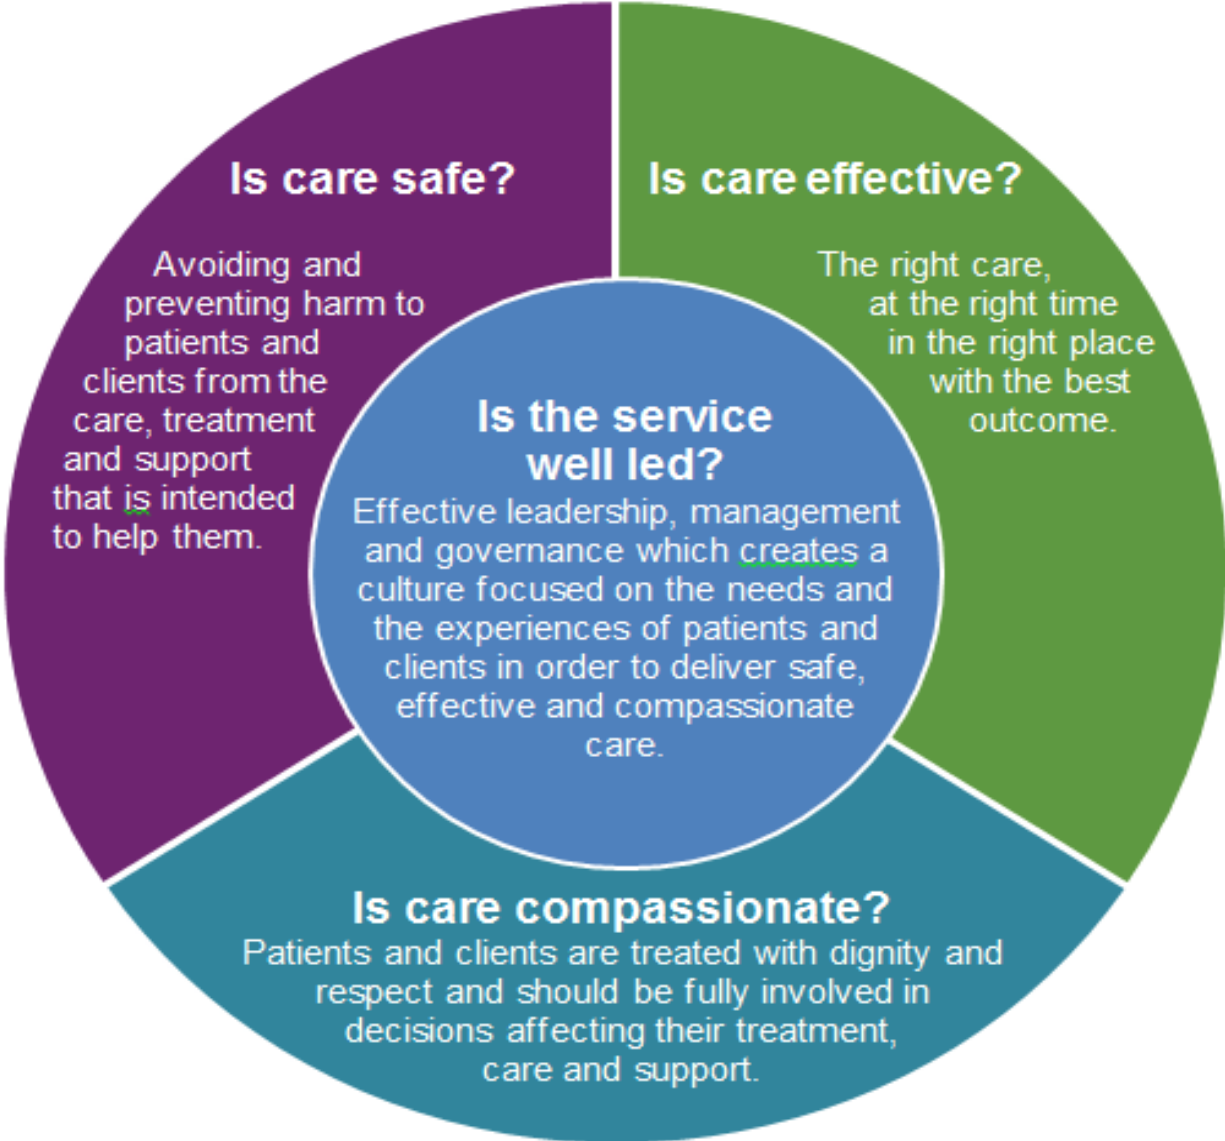 Is care safe?
Avoiding and
preventing harm to
patients and
clients from the
care, treatment
and support
that is intended
to help them.
Is care effective?
The right care,
at the right time
in the right place
with the best
outcome.
Is the service
well led?
Effective leadership, management
and governance which creates a
culture focused on the needs and
the experiences of patients and
clients in order to deliver safe,
effective and compassionate
care.
Is care compassionate?
Patients and clients are treated with dignity and
respect and should be fully involved in
decisions affecting their treatment,
care and support.